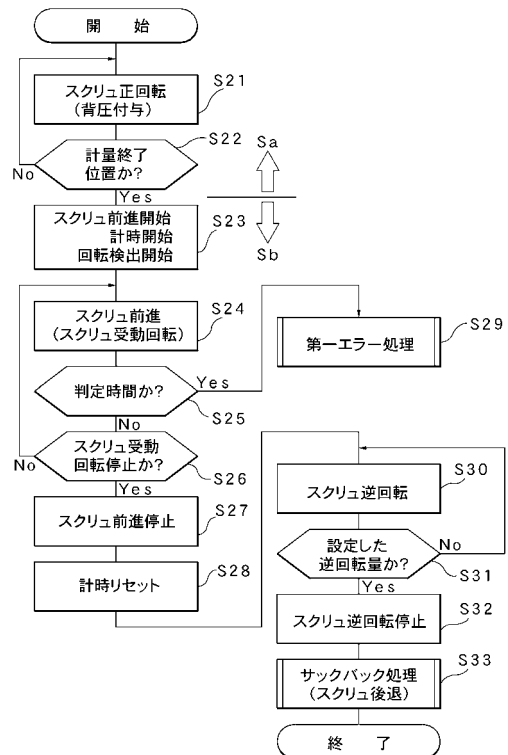 開　始
スクリュ正回転
(背圧付与)
S21
計量終了
位置か?
S22
No
Yes
Sa
Sb
スクリュ前進開始
計時開始
回転検出開始
S23
スクリュ前進
(スクリュ受動回転)
S24
判定時間か?
Yes
S25
No
スクリュ受動
回転停止か?
No
S26
Yes
スクリュ前進停止
S27
計時リセット
S28
第一エラー処理
S29
スクリュ逆回転
S30
設定した
逆回転量か?
No
S31
Yes
スクリュ逆回転停止
S32
サックバック処理
(スクリュ後退)
S33
終　了